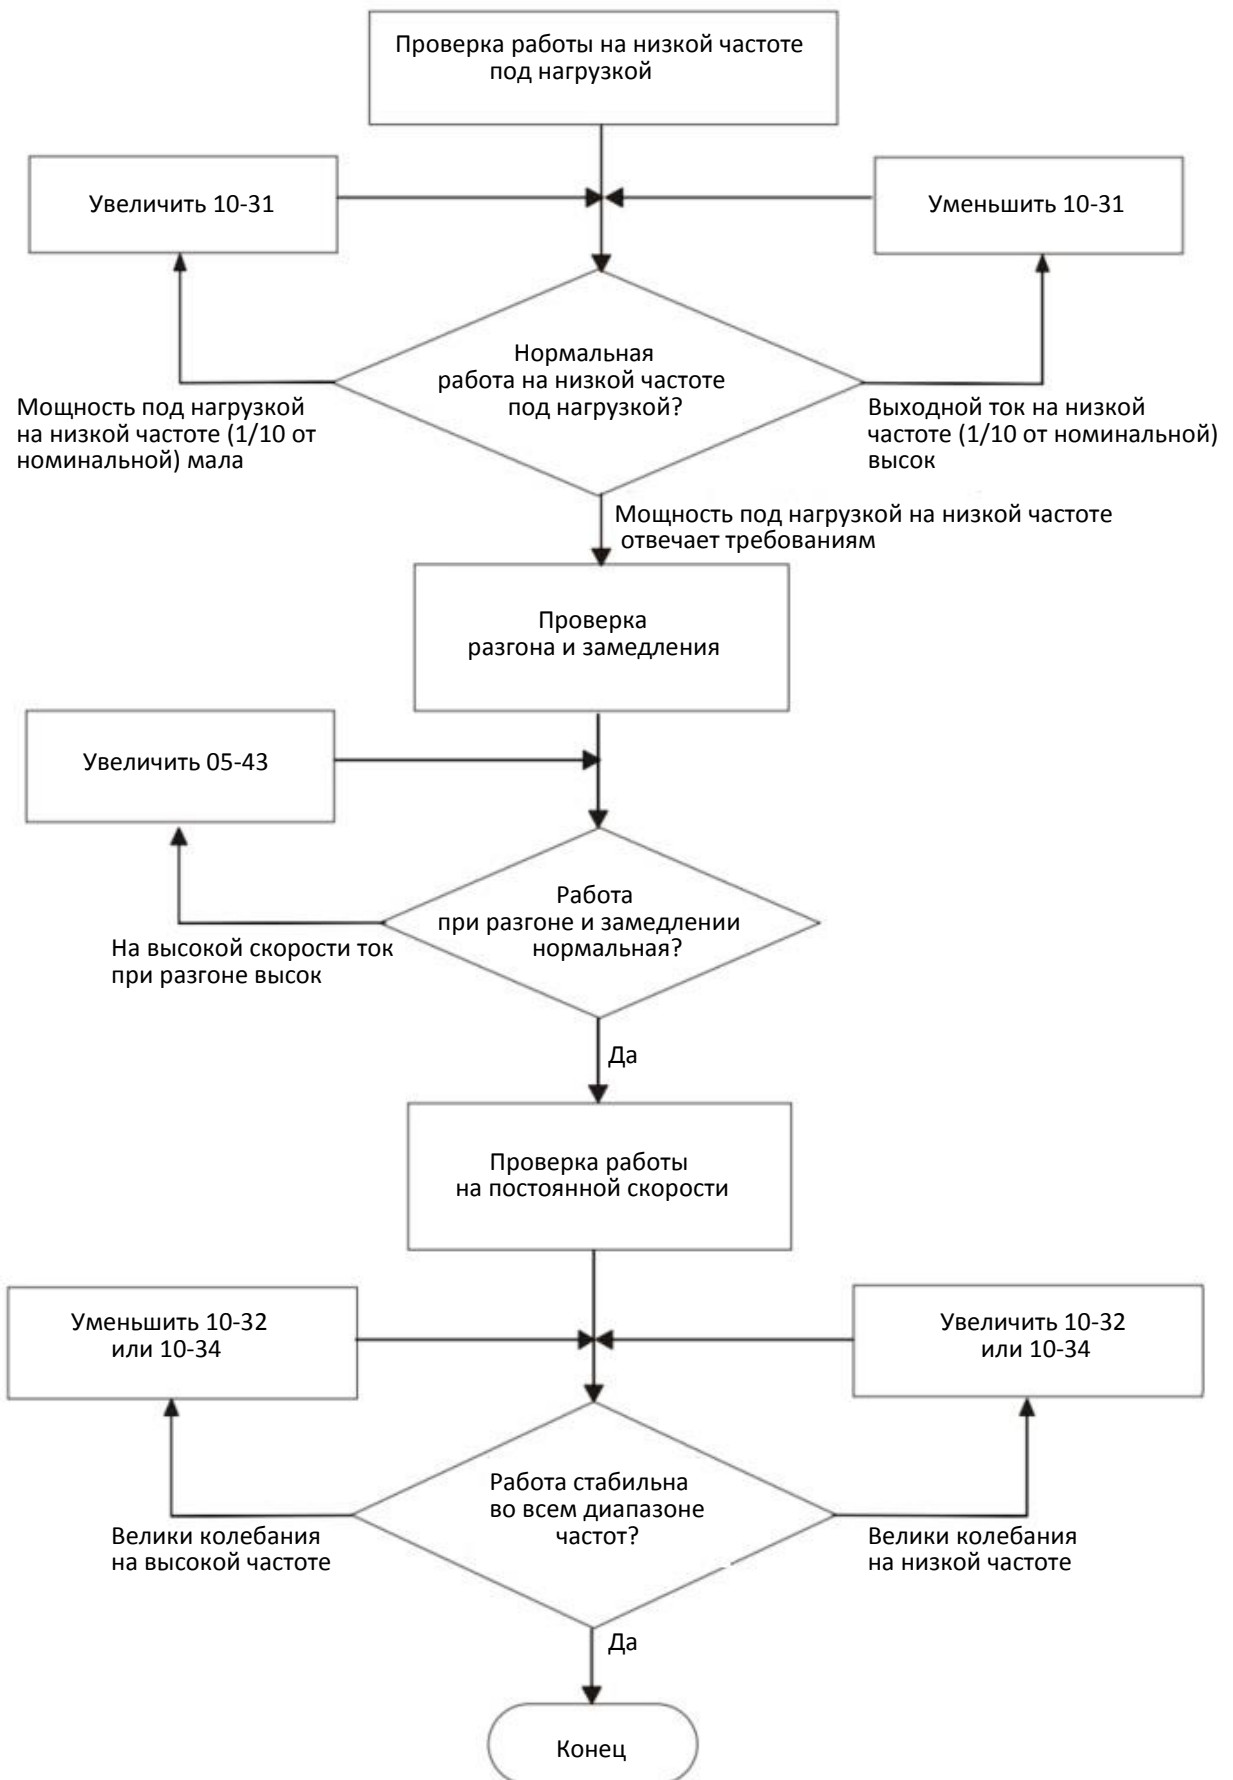 Проверка работы на низкой частоте
под нагрузкой
Увеличить 10-31
Уменьшить 10-31
Нормальная
работа на низкой частоте
под нагрузкой?
Мощность под нагрузкой
на низкой частоте (1/10 от
номинальной) мала
Выходной ток на низкой
частоте (1/10 от номинальной)
высок
Мощность под нагрузкой на низкой частоте
отвечает требованиям
Проверка
разгона и замедления
Увеличить 05-43
Работа
при разгоне и замедлении
нормальная?
На высокой скорости ток
при разгоне высок
Да
Проверка работы
на постоянной скорости
Уменьшить 10-32
или 10-34
Увеличить 10-32
или 10-34
Работа стабильна
во всем диапазоне
частот?
Велики колебания
на высокой частоте
Велики колебания
на низкой частоте
Да
Конец